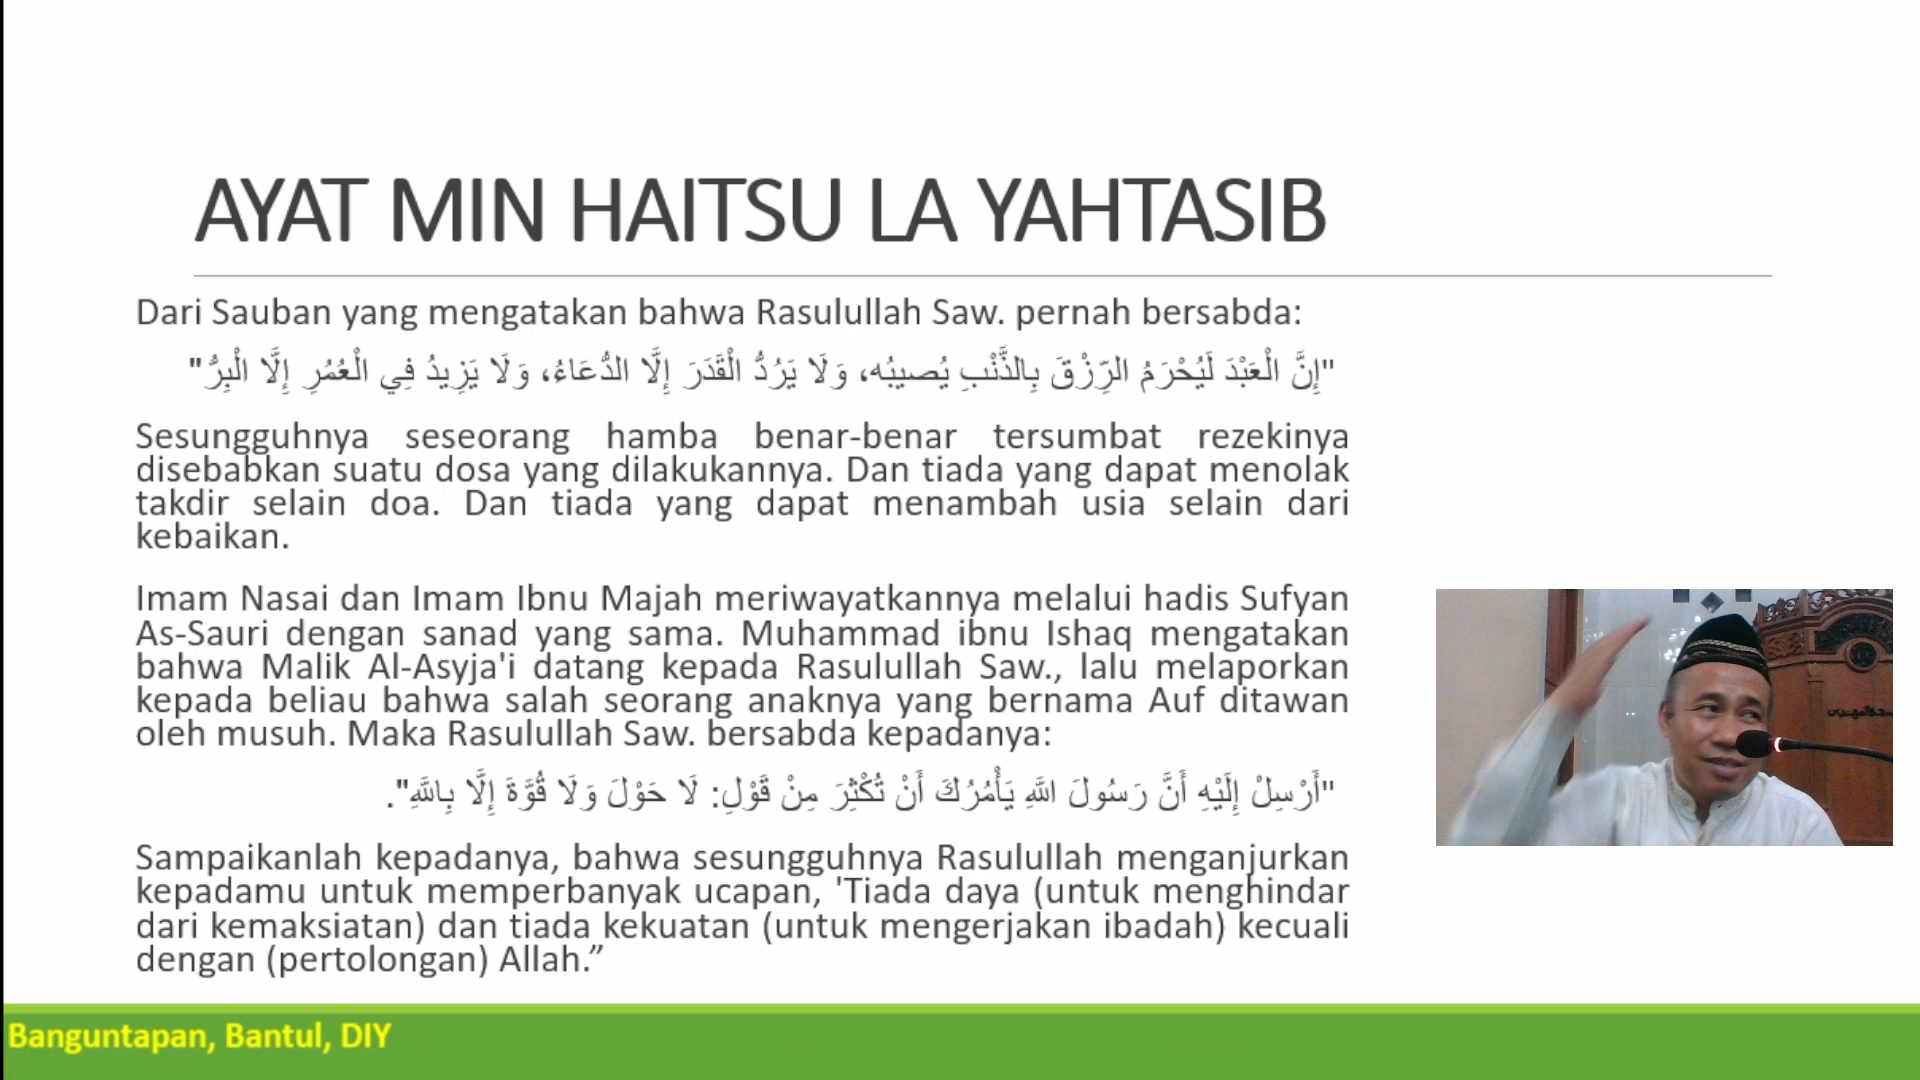 AYAT MIN HAITSU LA YAHTASIB
Dari Sauban yang mengatakan bahwa Rasulullah Saw. pernah bersabda:
"إِنَّ الْعَبْدَ لَيُحْرَمُ الرِّزْقَ بِالذَّنْبِ يُصيبُه، وَلَا يَرُدُّ الْقَدَرَ إِلَّا الدُّعَاءُ، وَلَا يَزِيدُ فِي الْعُمُرِ إِلَّا الْبِرُّ"
Sesungguhnya seseorang hamba benar-benar tersumbat rezekinya
disebabkan suatu dosa yang dilakukannya. Dan tiada yang dapat menolak
takdir selain doa. Dan tiada yang dapat menambah usia selain dari
kebaikan.
Imam Nasai dan Imam Ibnu Majah meriwayatkannya melalui hadis Sufyan
As-Sauri dengan sanad yang sama. Muhammad ibnu Ishaq mengatakan
bahwa Malik Al-Asyja'i datang kepada Rasulullah Saw., lalu melaporkan
kepada beliau bahwa salah seorang anaknya yang bernama Auf ditawan
oleh musuh. Maka Rasulullah Saw. bersabda kepadanya:
"أَرْسِلْ إِلَيْهِ أَنَّ رَسُولَ اللَّهِ يَأْمُرُكَ أَنْ تُكْثِرَ مِنْ قَوْلِ: لَا حَوْلَ وَلَا قُوَّةَ إِلَّا بِاللَّهِ".
Sampaikanlah kepadanya, bahwa sesungguhnya Rasulullah menganjurkan
kepadamu untuk memperbanyak ucapan, 'Tiada daya (untuk menghindar
dari kemaksiatan) dan tiada kekuatan (untuk mengerjakan ibadah) kecuali
dengan (pertolongan) Allah.”
Banguntapan, Bantul, DIY